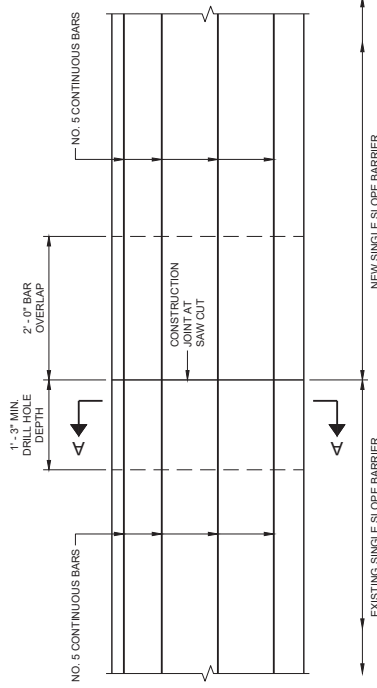 NO. 5 CONTINUOUS BARS
1' - 3" MIN.
DRILL HOLE
DEPTH
2' - 0" BAR
OVERLAP
NO. 5 CONTINUOUS BARS
A
A
CONSTRUCTION
JOINT AT
SAW CUT
EXISTING SINGLE SLOPE BARRIER
NEW SINGLE SLOPE BARRIER